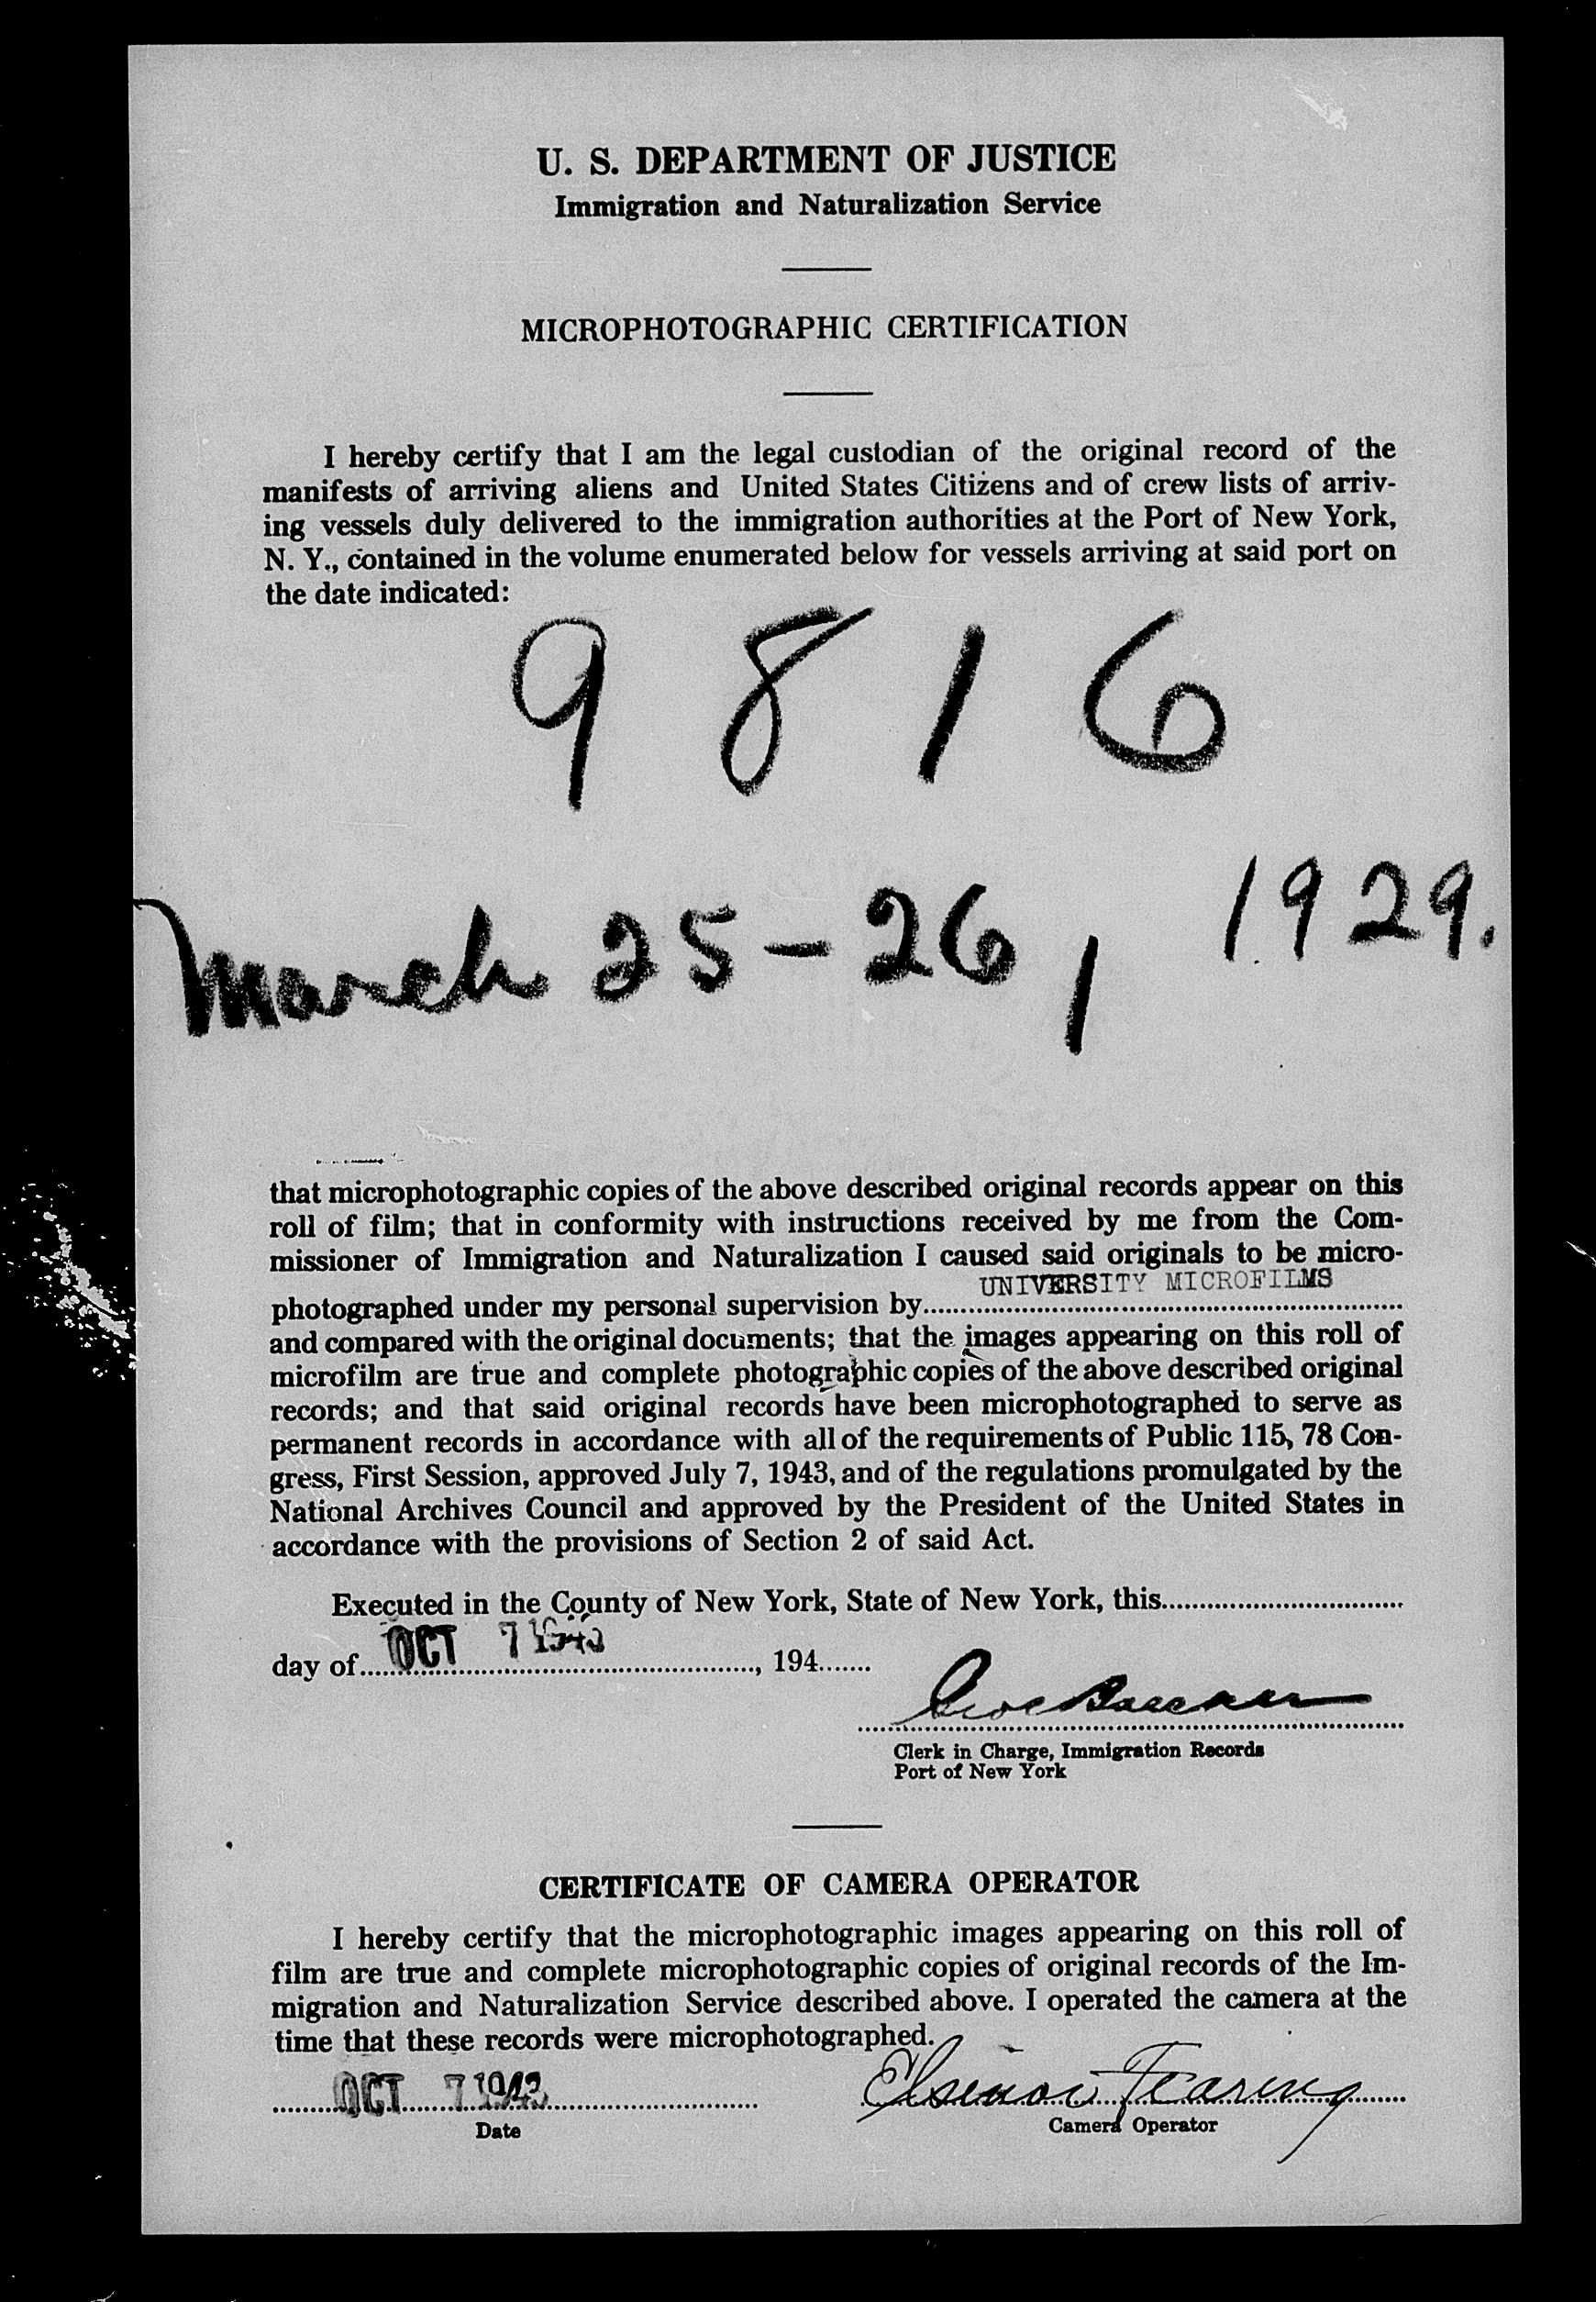 U. S. DEPARTMENT OF JUSTICE
Immigration and Naturalization Service
MICROPHOTOGRAPHIC CERTIFICATION
I hereby certify that I am the legal custodian of the original record of the
manifests of arriving aliens and United States Citizens and of crew lists of arriv-
ing vessels duly delivered to the immigration authorities at the Port of New York,
N. Y., contained in the volume enumerated below for vessels arriving at said port on
the date indicated:
9816
March 25-26, 1929.
that microphotographic copies of the above described original records appear on this
roll of film; that in conformity with instructions received by me from the Com-
missioner of Immigration and Naturalization I caused said originals to be micro-
UNIVERSITY MICROFILMS
photographed under my personal supervision by
and compared with the original documents; that the images appearing on this roll of
microfilm are true and complete photographic copies of the above described original
records; and that said original records have been microphotographed to serve as
permanent records in accordance with all of the requirements of Public 115, 78 Con-
gress, First Session, approved July 7, 1943, and of the regulations promulgated by the
National Archives Council and approved by the President of the United States in
accordance with the provisions of Section 2 of said Act.
Executed in the County of New York, State of New York, this
OCT 7 1943
day of , 194
Clerk in Charge, Immigration Records
Port of New York
CERTIFICATE OF CAMERA OPERATOR
I hereby certify that the microphotographic images appearing on this roll of
film are true and complete microphotographic copies of original records of the Im-
migration and Naturalization Service described above. I operated the camera at the
time that these records were microphotographed.
OCT 7 1943 Fearing
Date Camera Operator